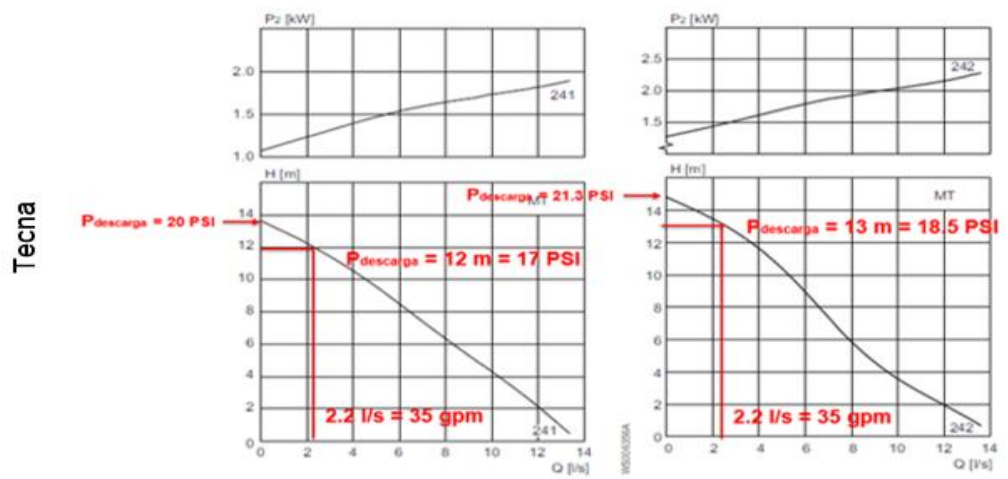 Tecna
P2 [kW]
2.0
1.5
1.0
241
H [m]
MT
Pdescarga = 20 PSI
14
12
Pdescarga = 12 m = 17 PSI
10
8
6
4
2
0
2.2 l/s = 35 gpm
241
0 2 4 6 8 10 12 14
Q [l/s]
P2 [kW]
2.5
2.0
1.5
242
H [m]
MT
Pdescarga = 21.3 PSI
14
Pdescarga = 13 m = 18.5 PSI
12
10
8
6
4
2
0
2.2 l/s = 35 gpm
242
0 2 4 6 8 10 12 14
Q [l/s]